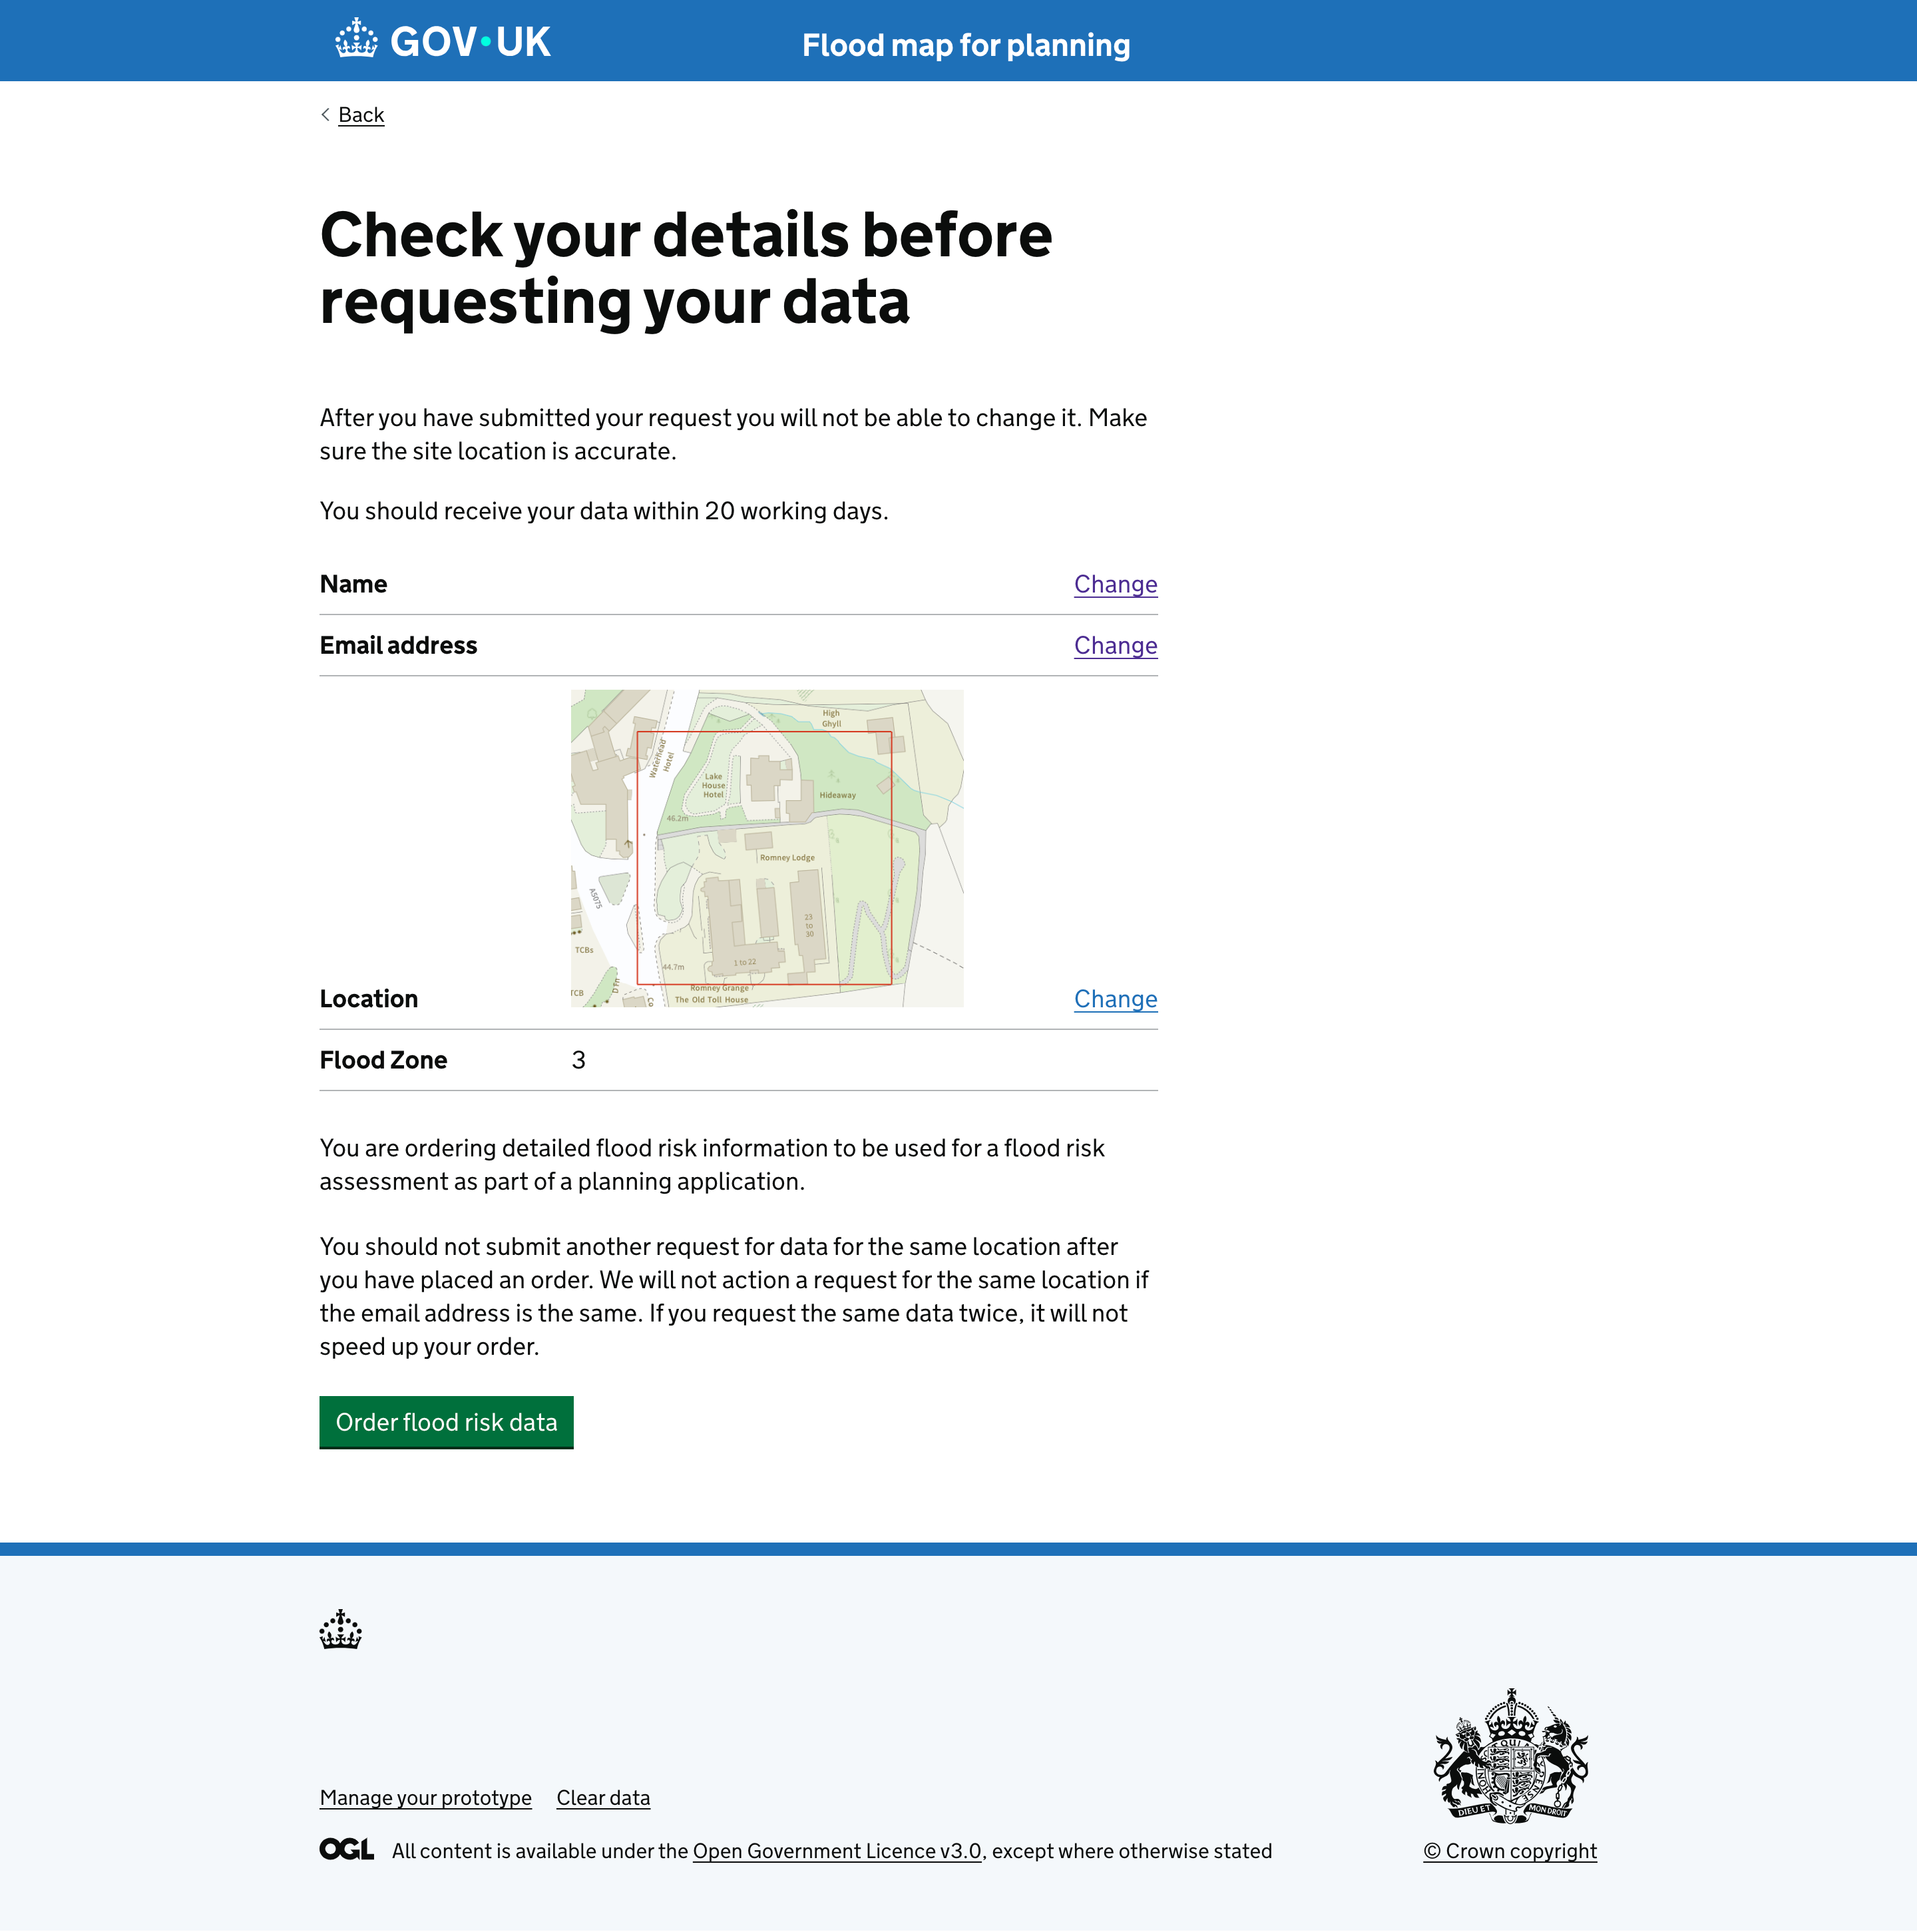 GOV·UK
Flood map for planning
Back
Check your details before
requesting your data
After you have submitted your request you will not be able to change it. Make
sure the site location is accurate.
You should receive your data within 20 working days.
Name Change
Email address Change
High
Ghyll
Waterhead
Hotel
Lake
House
Hotel
Hideaway
46.2m
Romney Lodge
A5075
23
to
30
TCBs
1 to 22
44.7m
TCB
Romney Grange
The Old Toll House
Location Change
Flood Zone 3
You are ordering detailed flood risk information to be used for a flood risk
assessment as part of a planning application.
You should not submit another request for data for the same location after
you have placed an order. We will not action a request for the same location if
the email address is the same. If you request the same data twice, it will not
speed up your order.
Order flood risk data
Manage your prototype Clear data
OGL All content is available under the Open Government Licence v3.0, except where otherwise stated
DIEU ET MON DROIT
© Crown copyright